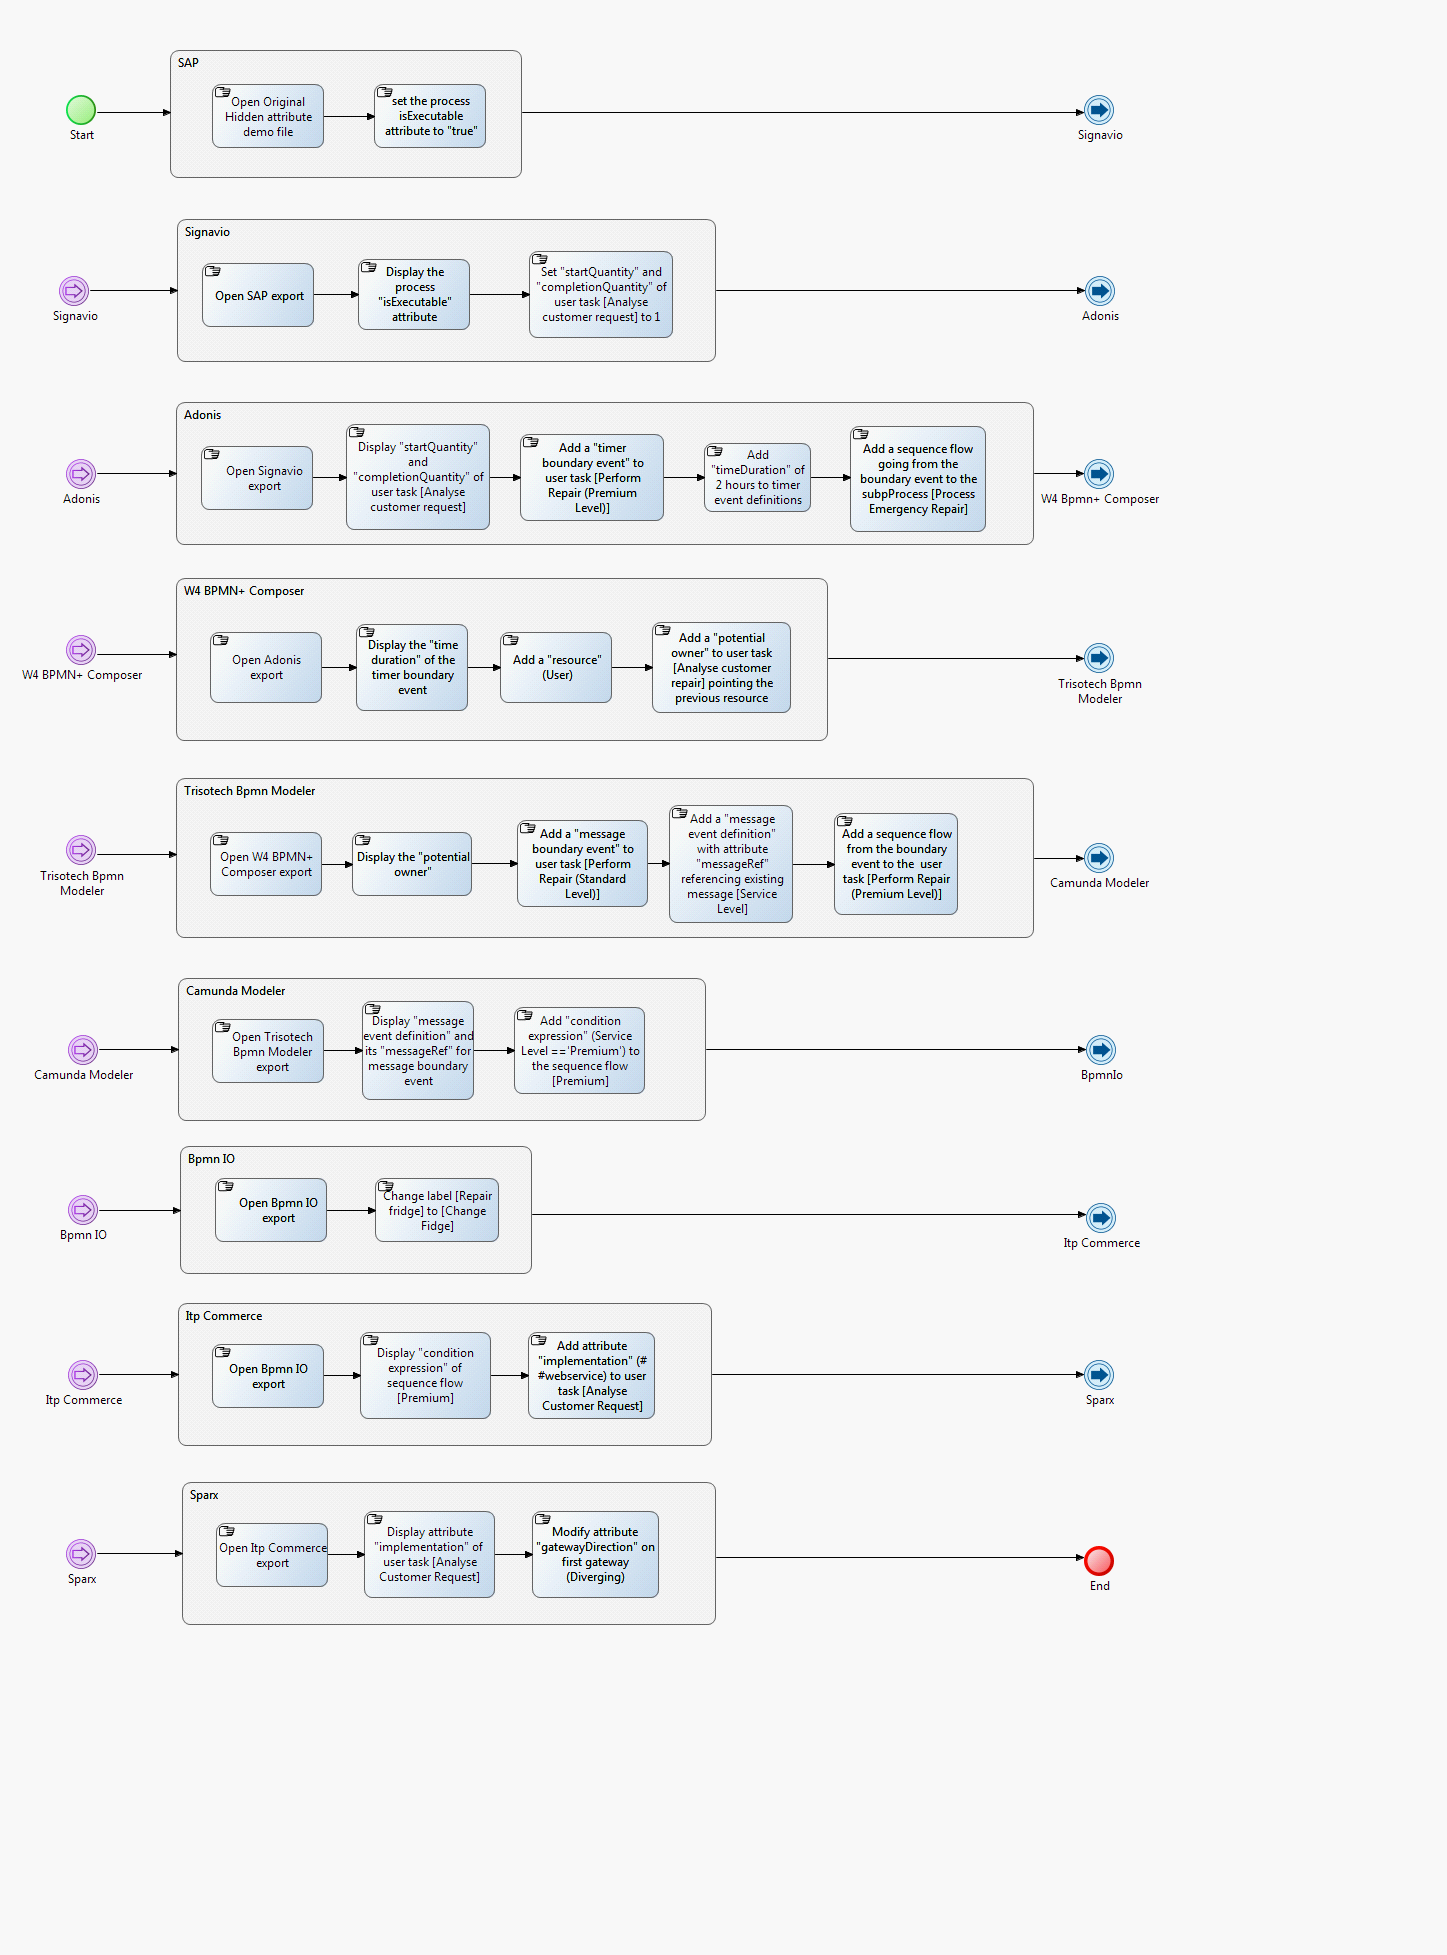 SAP
Open Original
Hidden attribute
demo file
set the process
isExecutable
attribute to "true"
Start
Signavio
Signavio
Open SAP export
Display the
process
"isExecutable"
attribute
Set "startQuantity" and
"completionQuantity" of
user task [Analyse
customer request] to 1
Signavio
Adonis
Adonis
Open Signavio
export
Display "startQuantity"
and
"completionQuantity" of
user task [Analyse
customer request]
Add a "timer
boundary event" to
user task [Perform
Repair (Premium
Level)]
Add
"timeDuration" of
2 hours to timer
event definitions
Add a sequence flow
going from the
boundary event to the
subpProcess [Process
Emergency Repair]
Adonis
W4 Bpmn+ Composer
W4 BPMN+ Composer
Open Adonis
export
Display the "time
duration" of the
timer boundary
event
Add a "resource"
(User)
Add a "potential
owner" to user task
[Analyse customer
repair] pointing the
previous resource
W4 BPMN+ Composer
Trisotech Bpmn
Modeler
Trisotech Bpmn Modeler
Open W4 BPMN+
Composer export
Display the "potential
owner"
Add a "message
boundary event" to
user task [Perform
Repair (Standard
Level)]
Add a "message
event definition"
with attribute
"messageRef"
referencing existing
message [Service
Level]
Add a sequence flow
from the boundary
event to the  user
task [Perform Repair
(Premium Level)]
Trisotech Bpmn
Modeler
Camunda Modeler
Camunda Modeler
Open Trisotech
Bpmn Modeler
export
Display "message
event definition" and
its "messageRef" for
message boundary
event
Add "condition
expression" (Service
Level =='Premium') to
the sequence flow
[Premium]
Camunda Modeler
BpmnIo
Bpmn IO
Open Bpmn IO
export
Change label [Repair
fridge] to [Change
Fidge]
Bpmn IO
Itp Commerce
Itp Commerce
Open Bpmn IO
export
Display "condition
expression" of
sequence flow
[Premium]
Add attribute
"implementation" (#
#webservice) to user
task [Analyse
Customer Request]
Itp Commerce
Sparx
Sparx
Open Itp Commerce
export
Display attribute
"implementation" of
user task [Analyse
Customer Request]
Modify attribute
"gatewayDirection" on
first gateway
(Diverging)
Sparx
End